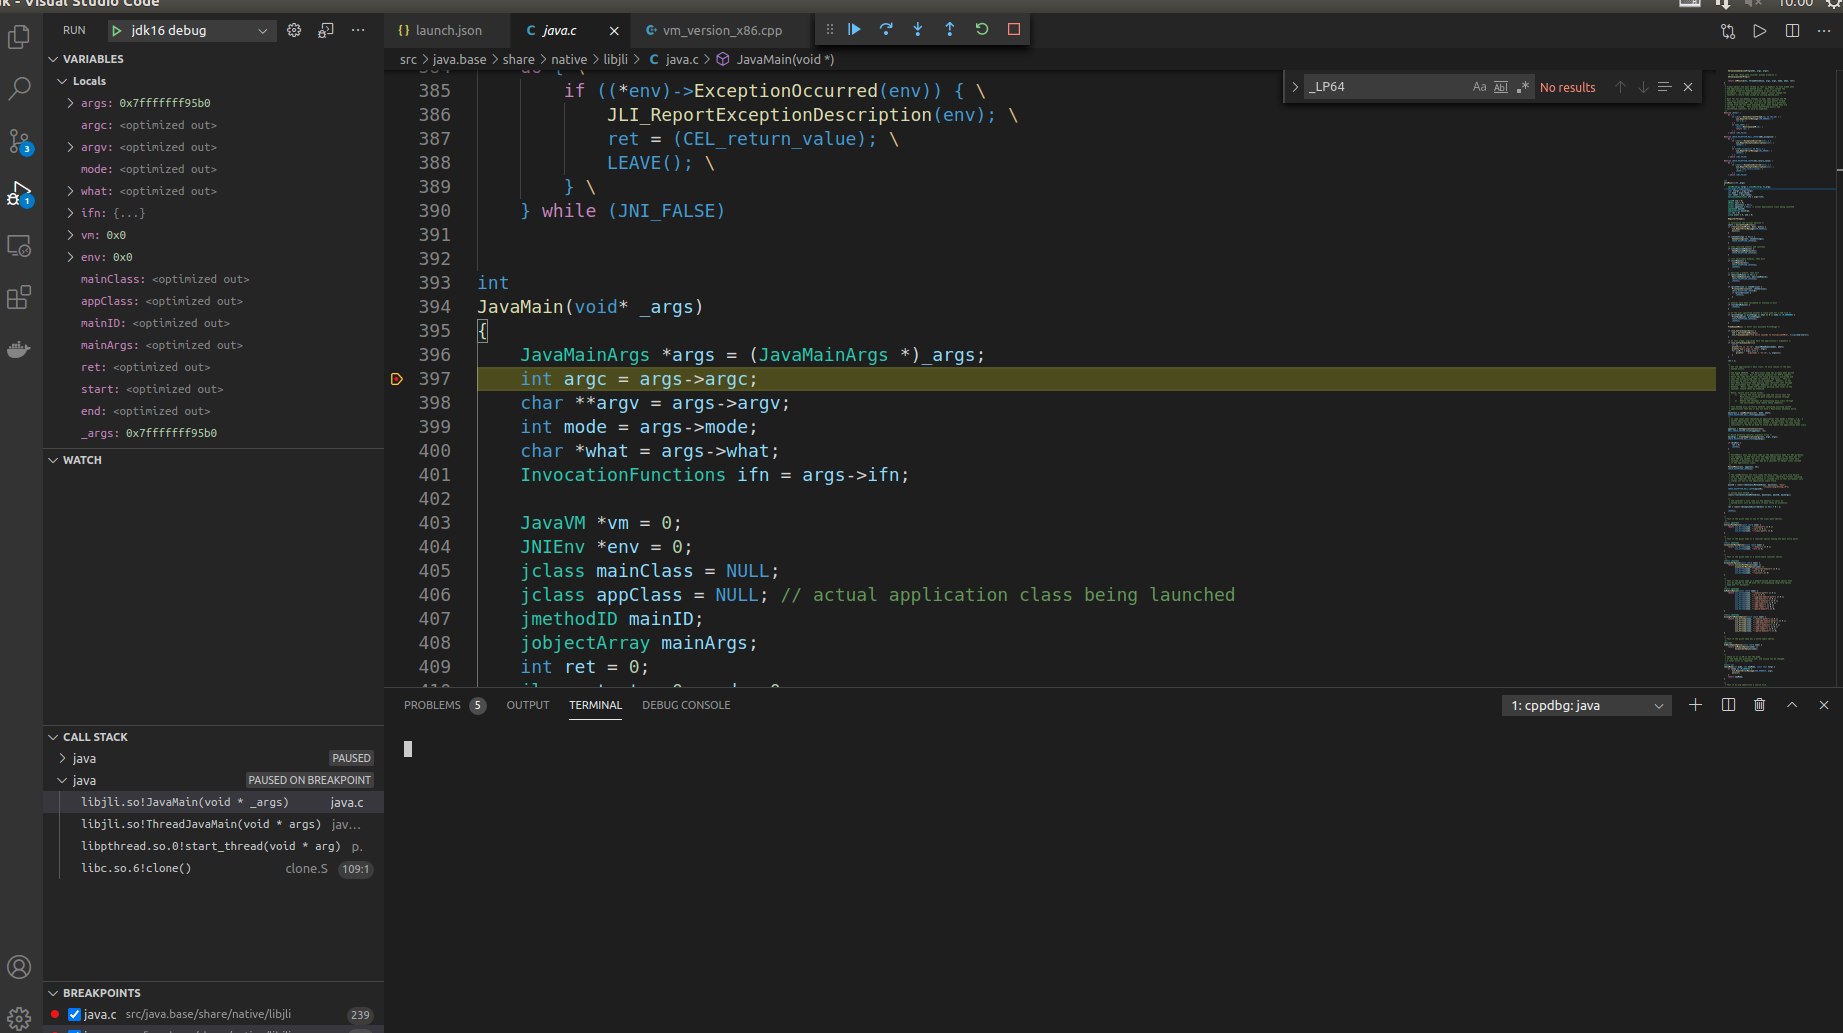 dk - Visual Studio Code
10:00
RUN
jdk16 debug
3
1
VARIABLES
Locals
args: 0x7fffffff95b0
argc: <optimized out>
argv: <optimized out>
mode: <optimized out>
what: <optimized out>
ifn: {...}
vm: 0x0
env: 0x0
mainClass: <optimized out>
appClass: <optimized out>
mainID: <optimized out>
mainArgs: <optimized out>
ret: <optimized out>
start: <optimized out>
end: <optimized out>
_args: 0x7fffffff95b0
WATCH
CALL STACK
java PAUSED
java PAUSED ON BREAKPOINT
libjli.so!JavaMain(void * _args) java.c
libjli.so!ThreadJavaMain(void * args) jav...
libpthread.so.0!start_thread(void * arg) p.
libc.so.6!clone() clone.S 109:1
BREAKPOINTS
java.c src/java.base/share/native/libjli 239
{} launch.json
C java.c
C+ vm_version_x86.cpp
src > java.base > share > native > libjli > C java.c > JavaMain(void *)
_LP64 Aa Abl .* No results
385 if ((*env)->ExceptionOccurred(env)) { \
386 JLI_ReportExceptionDescription(env); \
387 ret = (CEL_return_value); \
388 LEAVE(); \
389 } \
390 } while (JNI_FALSE)
391
392
393 int
394 JavaMain(void* _args)
395 {
396 JavaMainArgs *args = (JavaMainArgs *)_args;
397 int argc = args->argc;
398 char **argv = args->argv;
399 int mode = args->mode;
400 char *what = args->what;
401 InvocationFunctions ifn = args->ifn;
402
403 JavaVM *vm = 0;
404 JNIEnv *env = 0;
405 jclass mainClass = NULL;
406 jclass appClass = NULL; // actual application class being launched
407 jmethodID mainID;
408 jobjectArray mainArgs;
409 int ret = 0;
PROBLEMS 5 OUTPUT TERMINAL DEBUG CONSOLE
1: cppdbg: java